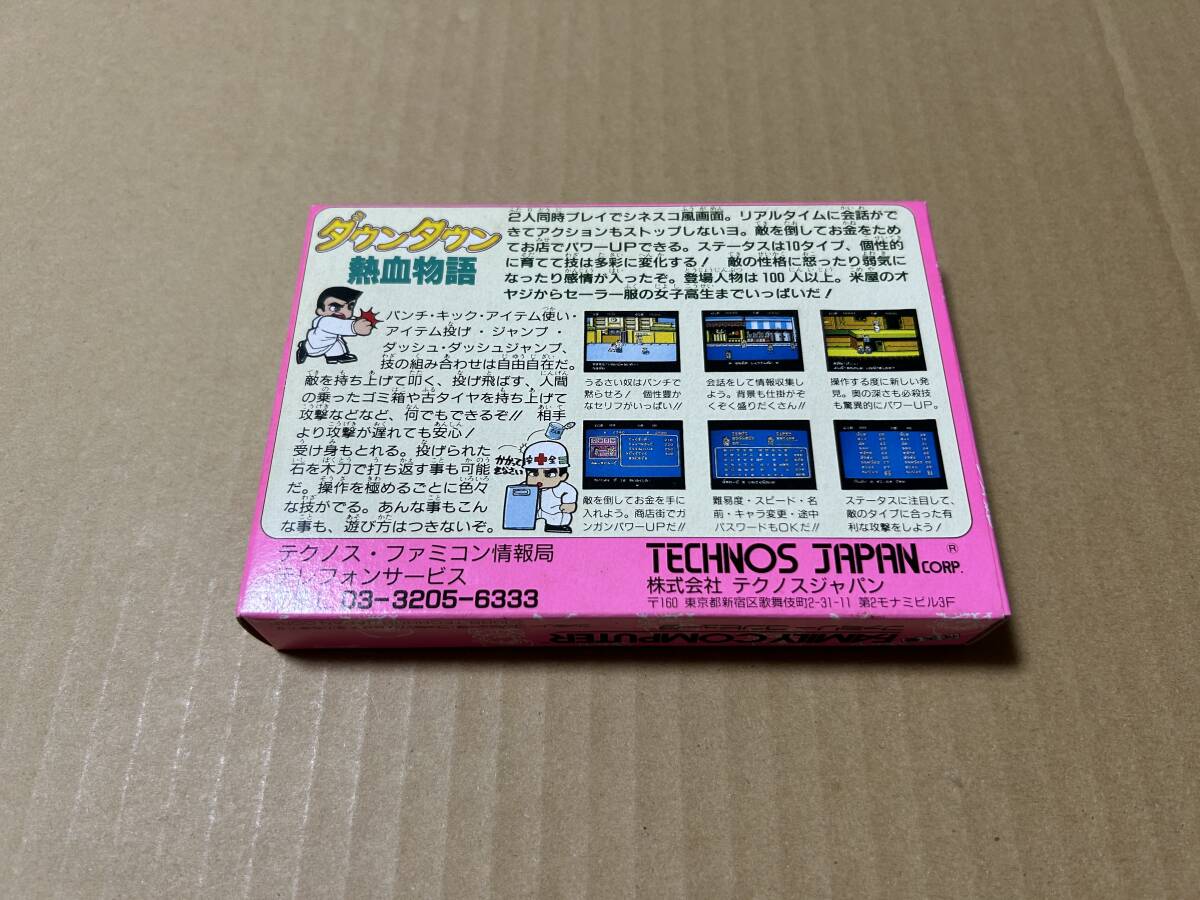 ダウンタウン
熱血物語
2人同時プレイでシネスコ風画面。リアルタイムに会話がで
きてアクションもストップしないヨ。敵を倒してお金をため
てお店でパワーUPできる。ステータスは10タイプ、個性的
に育てて技は多彩に変化する! 敵の性格に怒ったり弱気に
なったり感情が入ったぞ。登場人物は100人以上。米屋のオ
ヤジからセーラー服の女子高生までいっぱいだ!
パンチ・キック・アイテム使い・
アイテム投げ・ジャンプ・
ダッシュ・ダッシュジャンプ、
技の組み合わせは自由自在だ。
敵を持ち上げて叩く、投げ飛ばす、人間
の乗ったゴミ箱や古タイヤを持ち上げて
攻撃などなど、何でもできるぞ!! 相手
より攻撃が遅れても安心!
受け身もとれる。投げられた
石を木刀で打ち返す事も可能
だ。操作を極めるごとに色々
な技がでる。あんな事もこん
な事も、遊び方はつきないぞ。
安全
かかって
きなさい
うるさい奴はパンチで
黙らせろ! 個性豊か
なセリフがいっぱい!!
会話をして情報収集し
よう。背景も仕掛がぞ
くぞく盛りだくさん!!
操作する度に新しい発
見。奥の深さも必殺技
も驚異的にパワーUP。
敵を倒してお金を手に
入れよう。商店街でガ
ンガンパワーUPだ!!
難易度・スピード・名
前・キャラ変更・途中
パスワードもOKだ!!
ステータスに注目して、
敵のタイプに合った有
利な攻撃をしよう!
テクノス・ファミコン情報局
テレフォンサービス
03-3205-6333
TECHNOS JAPAN CORP. ®
株式会社 テクノスジャパン
〒160 東京都新宿区歌舞伎町2-31-11 第2モナミビル3F
ファミリーコンピュータ
FAMILY COMPUTER